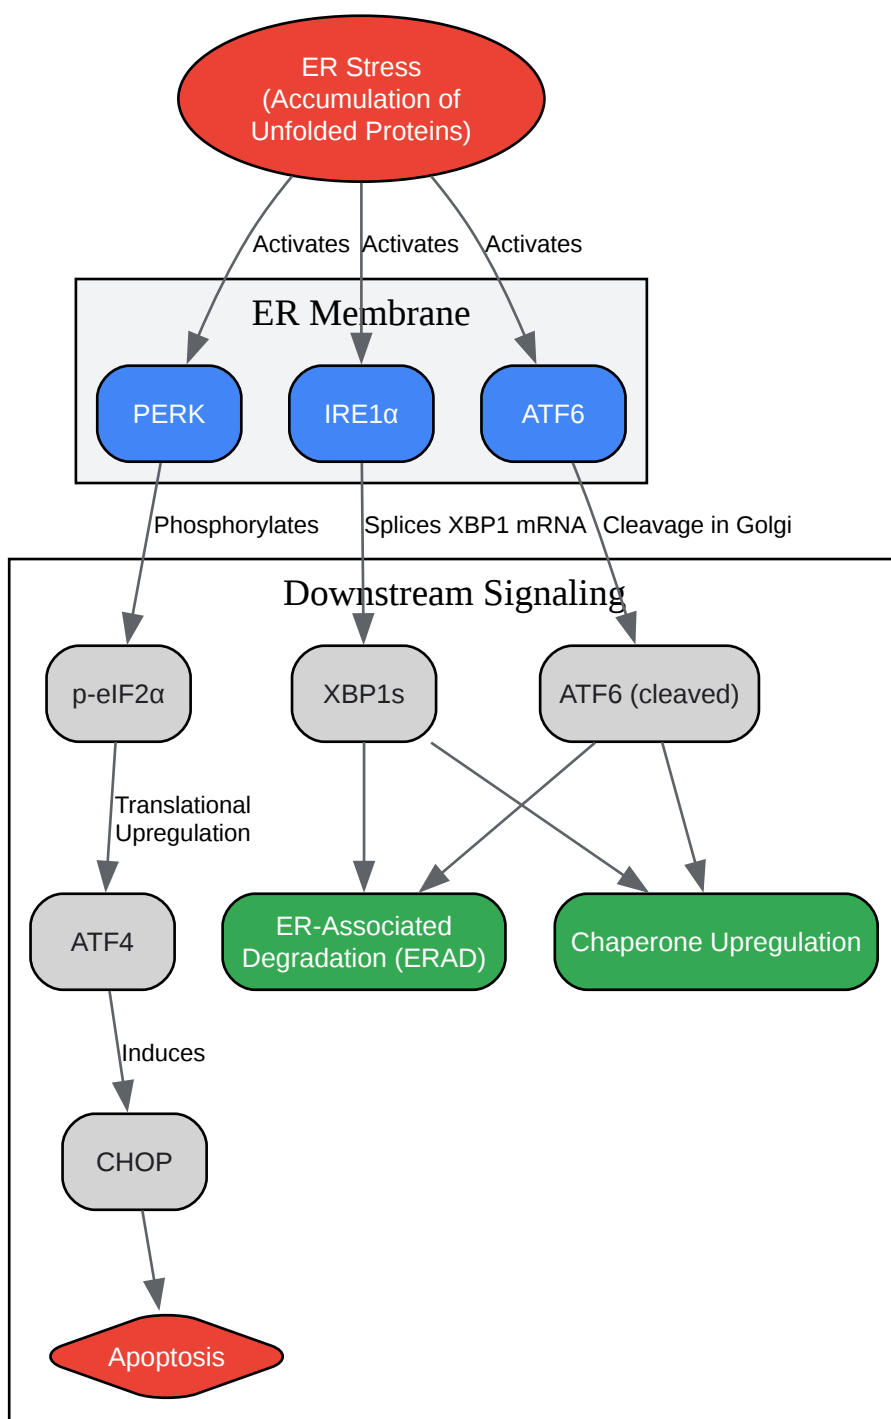 ER Stress
(Accumulation of
Unfolded Proteins)
Activates
Activates
Activates
ER Membrane
PERK
IRE1α
ATF6
Phosphorylates
Splices XBP1 mRNA
Cleavage in Golgi
Downstream Signaling
p-eIF2α
XBP1s
ATF6 (cleaved)
Translational
Upregulation
ATF4
ER-Associated
Degradation (ERAD)
Chaperone Upregulation
Induces
CHOP
Apoptosis